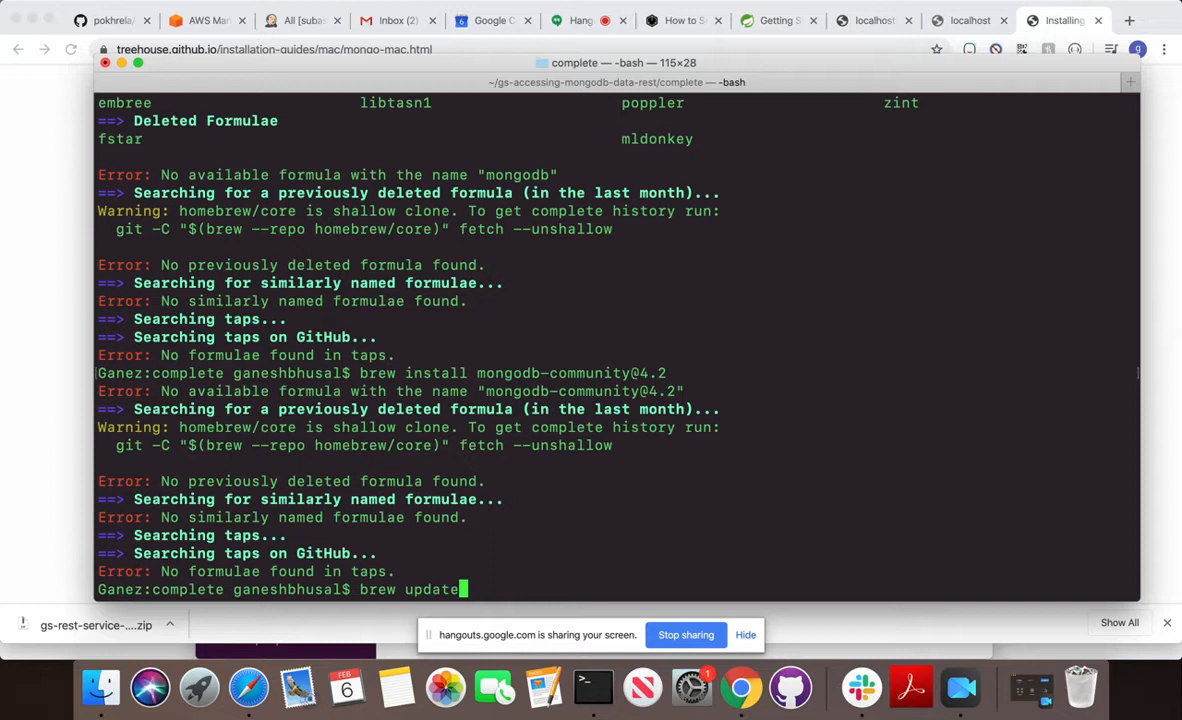 pokhrela/
AWS Man
All [suba
Inbox (2)
Google C
Hang
How to S
Getting S
localhost
localhost
Installing
treehouse.github.io/installation-guides/mac/mongo-mac.html
complete — -bash — 115×28
~/gs-accessing-mongodb-data-rest/complete — -bash
embree libtasn1 poppler zint
==> Deleted Formulae
fstar mldonkey
Error: No available formula with the name "mongodb"
==> Searching for a previously deleted formula (in the last month)...
Warning: homebrew/core is shallow clone. To get complete history run:
git -C "$(brew --repo homebrew/core)" fetch --unshallow
Error: No previously deleted formula found.
==> Searching for similarly named formulae...
Error: No similarly named formulae found.
==> Searching taps...
==> Searching taps on GitHub...
Error: No formulae found in taps.
Ganez:complete ganeshbhusal$ brew install mongodb-community@4.2
Error: No available formula with the name "mongodb-community@4.2"
==> Searching for a previously deleted formula (in the last month)...
Warning: homebrew/core is shallow clone. To get complete history run:
git -C "$(brew --repo homebrew/core)" fetch --unshallow
Error: No previously deleted formula found.
==> Searching for similarly named formulae...
Error: No similarly named formulae found.
==> Searching taps...
==> Searching taps on GitHub...
Error: No formulae found in taps.
Ganez:complete ganeshbhusal$ brew update
gs-rest-service-....zip
Show All
hangouts.google.com is sharing your screen.
Stop sharing
Hide
FEB
6
1